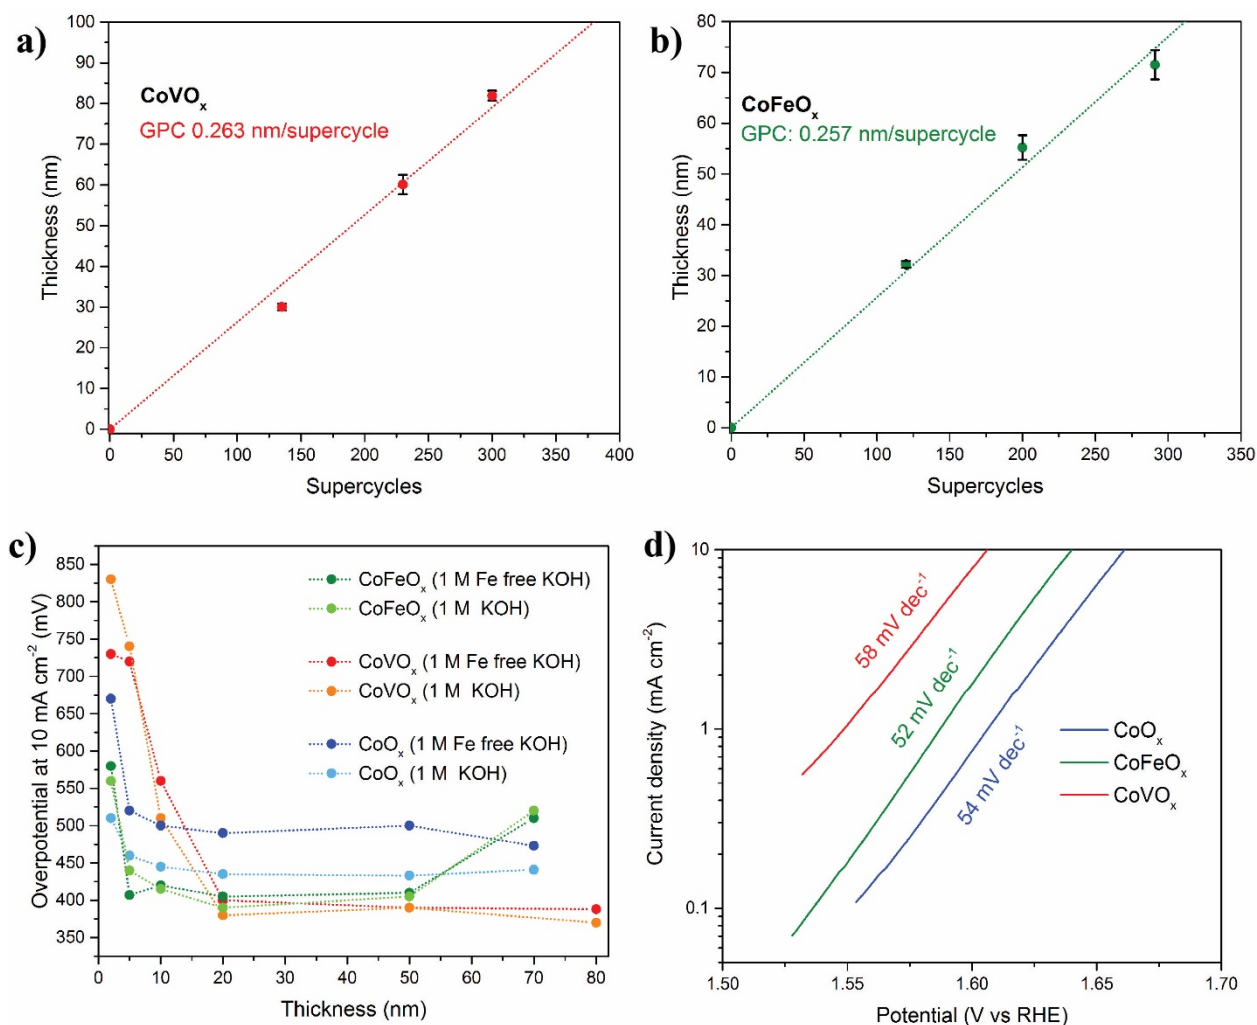 a)
100
90
80
70
60
50
40
30
20
10
0
Thickness (nm)
CoVOₓ
GPC 0.263 nm/supercycle
0 50 100 150 200 250 300 350 400
Supercycles
b)
80
70
60
50
40
30
20
10
0
Thickness (nm)
CoFeOₓ
GPC: 0.257 nm/supercycle
0 50 100 150 200 250 300 350
Supercycles
c)
850
800
750
700
650
600
550
500
450
400
350
Overpotential at 10 mA cm⁻² (mV)
CoFeOₓ (1 M Fe free KOH)
CoFeOₓ (1 M KOH)
CoVOₓ (1 M Fe free KOH)
CoVOₓ (1 M KOH)
CoOₓ (1 M Fe free KOH)
CoOₓ (1 M KOH)
0 10 20 30 40 50 60 70 80
Thickness (nm)
d)
10
1
0.1
Current density (mA cm⁻²)
58 mV dec⁻¹
52 mV dec⁻¹
54 mV dec⁻¹
CoOₓ
CoFeOₓ
CoVOₓ
1.50 1.55 1.60 1.65 1.70
Potential (V vs RHE)